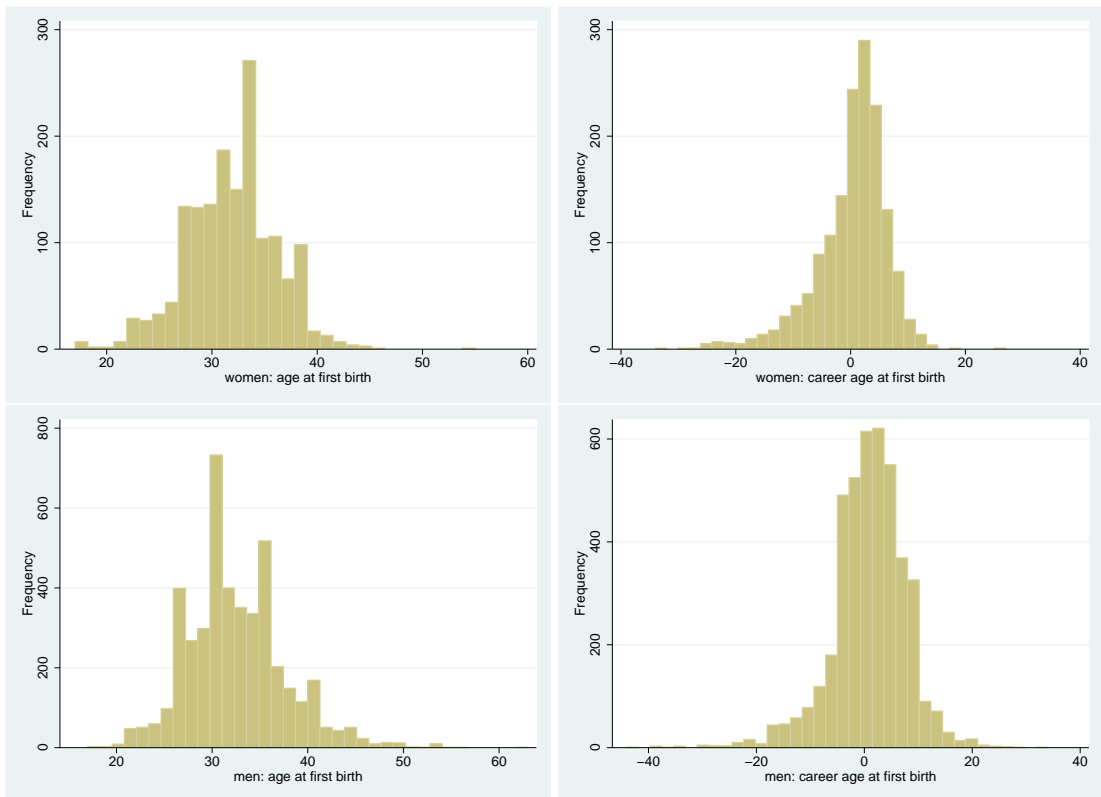 Frequency
0 100 200 300
20 30 40 50 60
women: age at first birth
Frequency
0 100 200 300
−40 −20 0 20 40
women: career age at first birth
Frequency
0 200 400 600 800
20 30 40 50 60
men: age at first birth
Frequency
0 200 400 600
−40 −20 0 20 40
men: career age at first birth